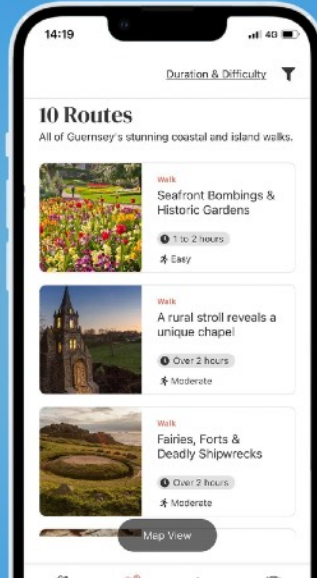 14:19
4G
Duration & Difficulty
10 Routes
All of Guernsey's stunning coastal and island walks.
Walk
Seafront Bombings &
Historic Gardens
1 to 2 hours
Easy
Walk
A rural stroll reveals a
unique chapel
Over 2 hours
Moderate
Walk
Fairies, Forts &
Deadly Shipwrecks
Over 2 hours
Moderate
Map View